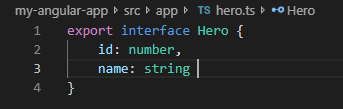 my-angular-app > src > app > TS hero.ts > Hero
1 export interface Hero {
2     id: number,
3     name: string
4 }